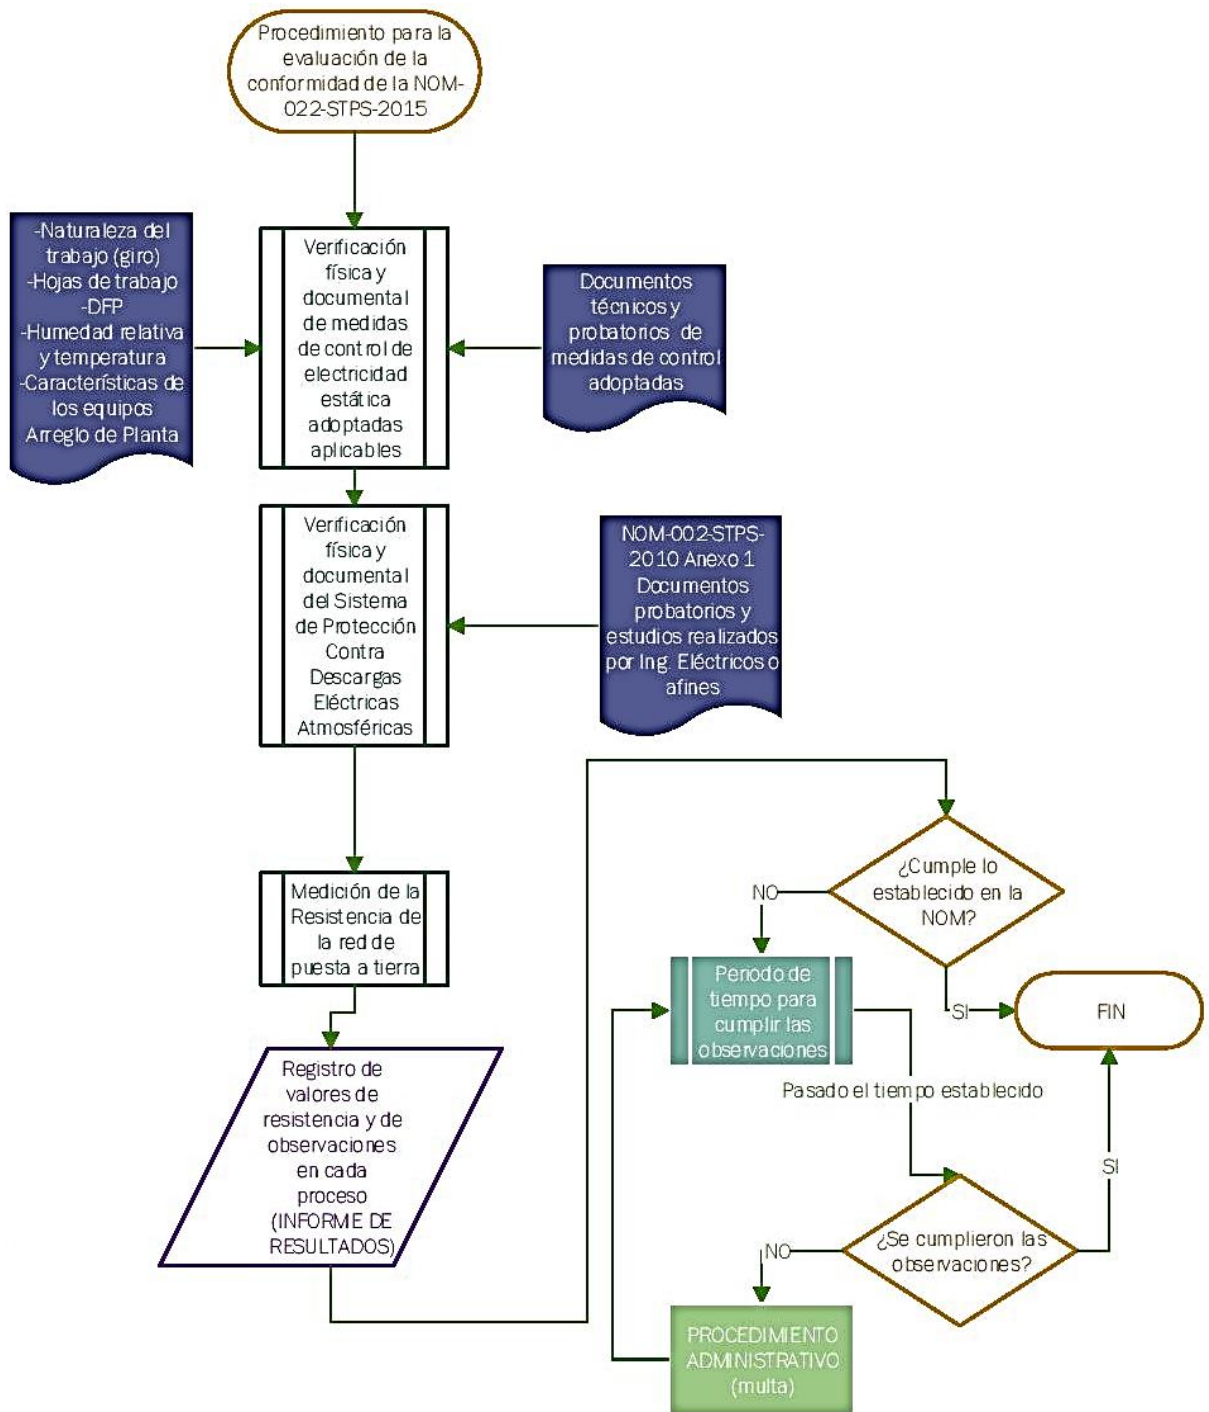 Procedimiento para la
evaluación de la
conformidad de la NOM-
022-STPS-2015
-Naturaleza del
trabajo (giro)
-Hojas de trabajo
-DFP
-Humedad relativa
y temperatura
-Características de
los equipos
Arreglo de Planta
Verificación
física y
documental
de medidas
de control de
electricidad
estática
adoptadas
aplicables
Documentos
técnicos y
probatorios de
medidas de control
adoptadas
Verificación
física y
documental
del Sistema
de Protección
Contra
Descargas
Eléctricas
Atmosféricas
NOM-002-STPS-
2010 Anexo 1
Documentos
probatorios y
estudios realizados
por Ing. Eléctricos o
afines
Medición de la
Resistencia de
la red de
puesta a tierra
Registro de
valores de
resistencia y de
observaciones
en cada
proceso
(INFORME DE
RESULTADOS)
¿Cumple lo
establecido en la
NOM?
NO
SI
Periodo de
tiempo para
cumplir las
observaciones
FIN
Pasado el tiempo establecido
SI
¿Se cumplieron las
observaciones?
NO
PROCEDIMIENTO
ADMINISTRATIVO
(multa)